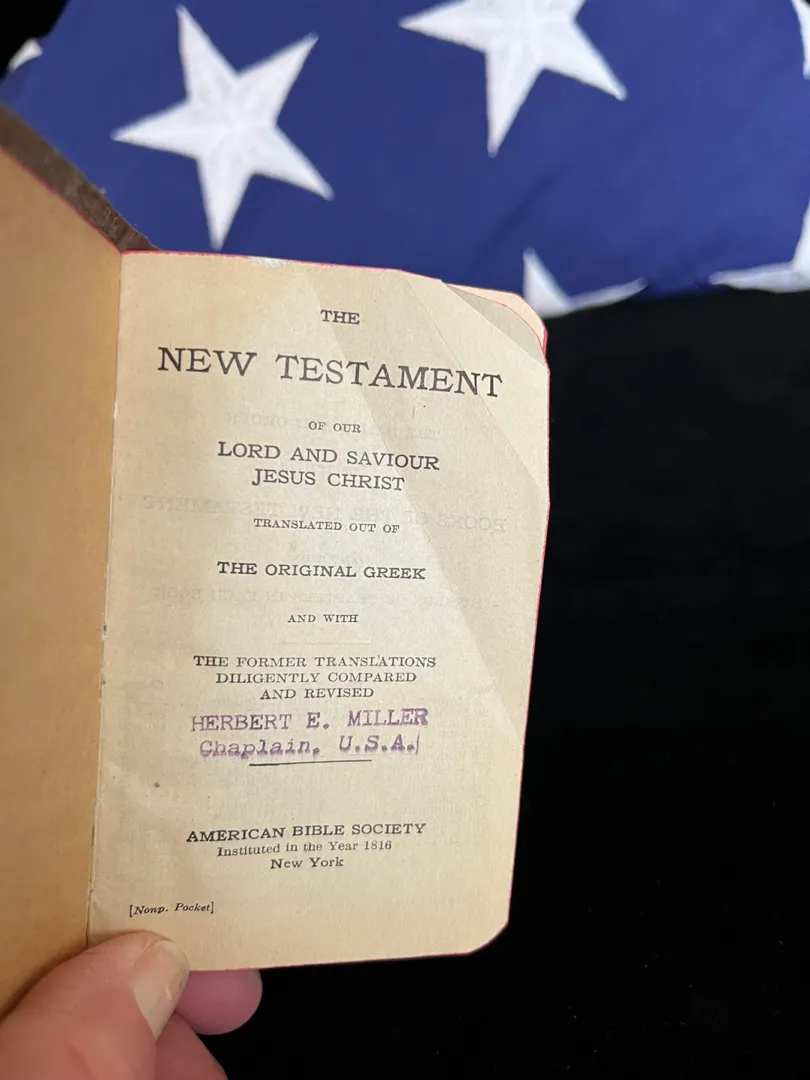 THE
NEW TESTAMENT
OF OUR
LORD AND SAVIOUR
JESUS CHRIST
TRANSLATED OUT OF
THE ORIGINAL GREEK
AND WITH
THE FORMER TRANSLATIONS
DILIGENTLY COMPARED
AND REVISED
HERBERT E. MILLER
Chaplain, U.S.A.
AMERICAN BIBLE SOCIETY
Instituted in the Year 1816
New York
[Nonp. Pocket]